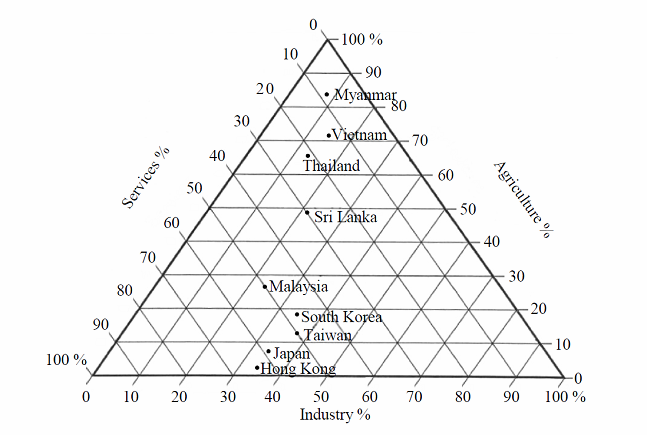 0
100 %
10
90
20
Myanmar
80
30
Vietnam
70
40
Thailand
60
Services %
Agriculture %
50
Sri Lanka
50
60
40
70
Malaysia
30
80
South Korea
20
90
Taiwan
10
100 %
Japan
Hong Kong
0
0 10 20 30 40 50 60 70 80 90 100 %
Industry %